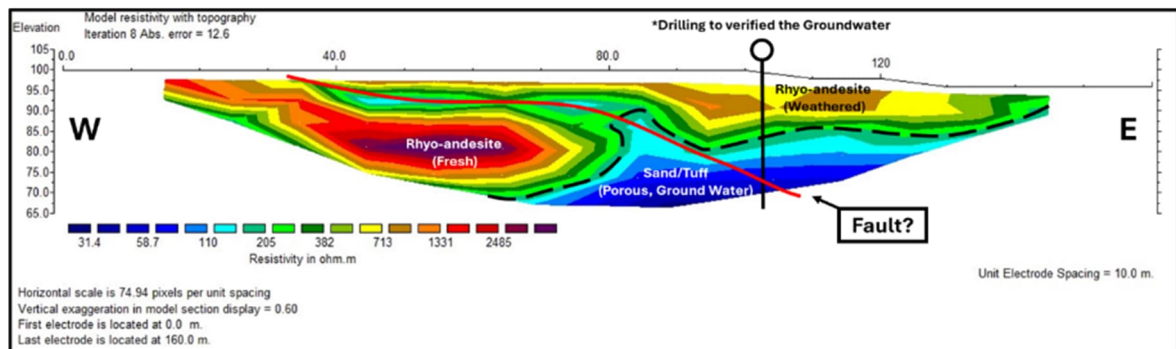 Model resistivity with topography
Elevation
Iteration 8 Abs. error = 12.6
*Drilling to verified the Groundwater
105
0.0
40.0
80.0
120
100
95.0
90.0
85.0
80.0
75.0
70.0
65.0
W
E
Rhyo-andesite
(Weathered)
Rhyo-andesite
(Fresh)
Sand/Tuff
(Porous, Ground Water)
Fault?
31.4 58.7 110 205 382 713 1331 2485
Resistivity in ohm.m
Unit Electrode Spacing = 10.0 m.
Horizontal scale is 74.94 pixels per unit spacing
Vertical exaggeration in model section display = 0.60
First electrode is located at 0.0 m.
Last electrode is located at 160.0 m.